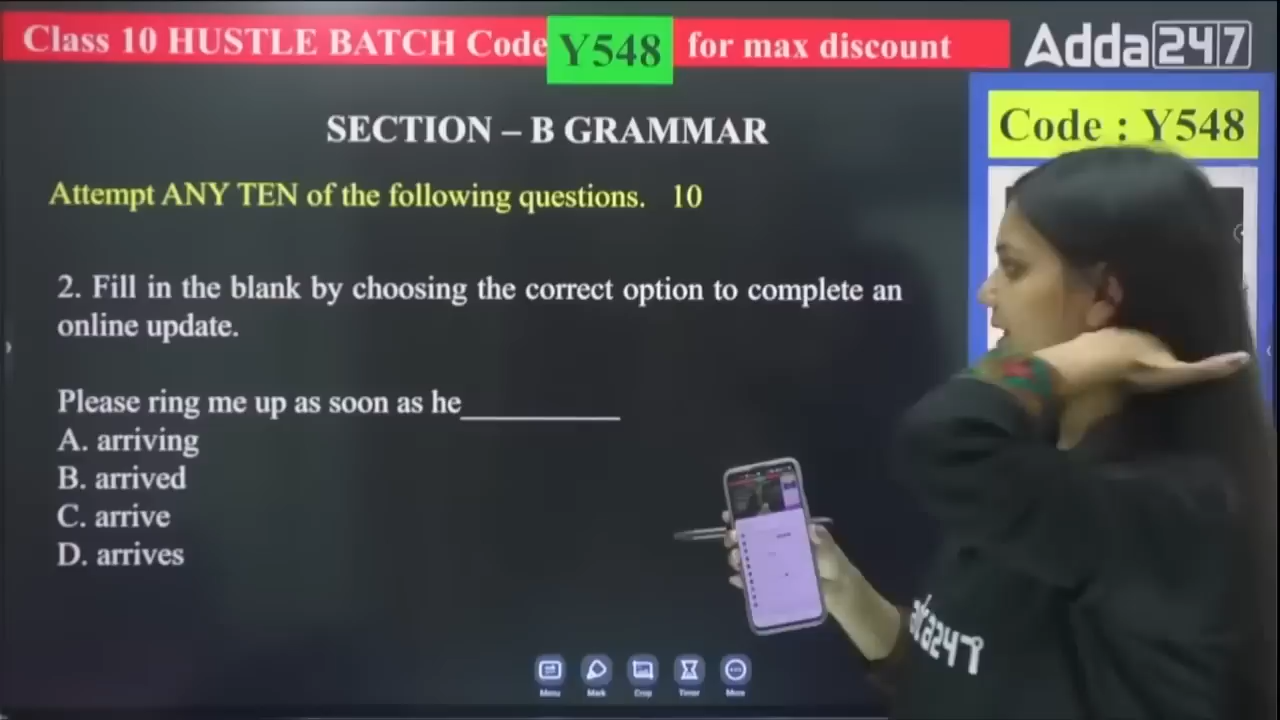 Class 10 HUSTLE BATCH Code Y548 for max discount
Adda247
Code : Y548
SECTION – B GRAMMAR
Attempt ANY TEN of the following questions. 10
2. Fill in the blank by choosing the correct option to complete an
online update.
Please ring me up as soon as he__________
A. arriving
B. arrived
C. arrive
D. arrives
Menu
Mark
Crop
Timer
More